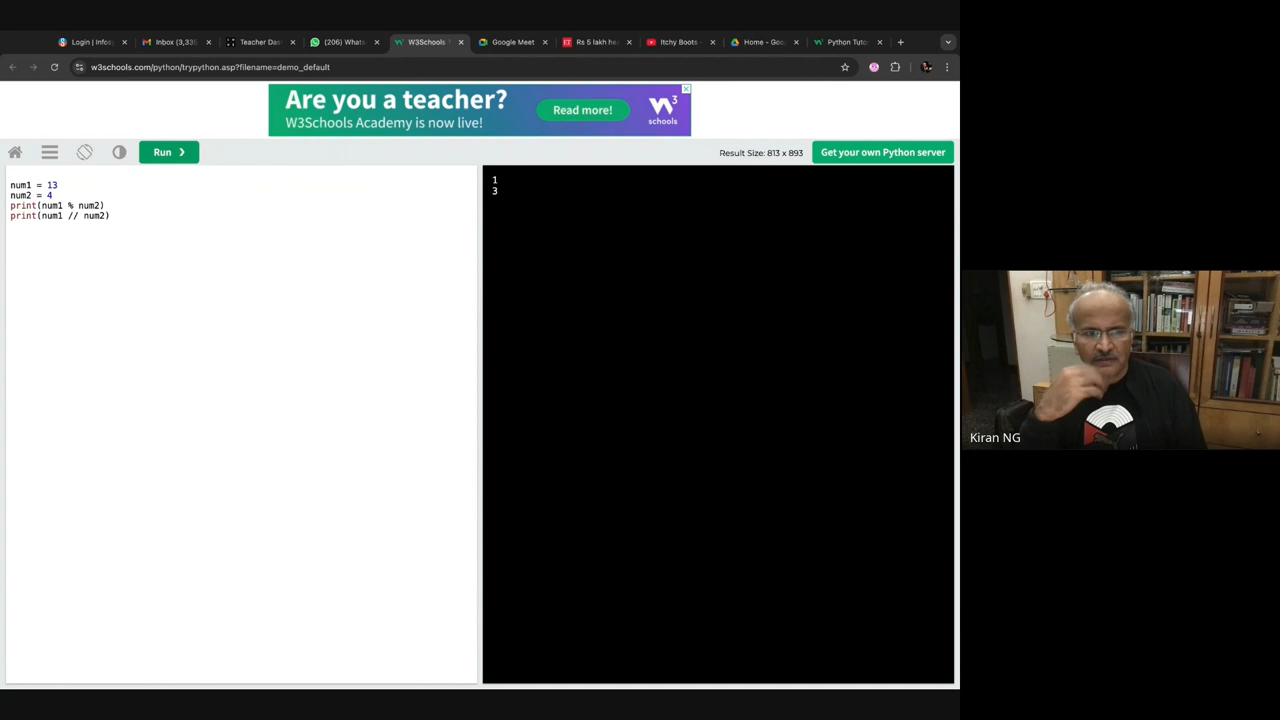 Login | Infos
Inbox (3,335
Teacher Das
(206) Whats
W3Schools T
Google Meet
Rs 5 lakh he
Itchy Boots -
Home - Goo
Python Tuto
w3schools.com/python/trypython.asp?filename=demo_default
Are you a teacher?
W3Schools Academy is now live!
Read more!
W3
schools
Run ❯
Result Size: 813 x 893
Get your own Python server
num1 = 13
num2 = 4
print(num1 % num2)
print(num1 // num2)
1
3
Kiran NG